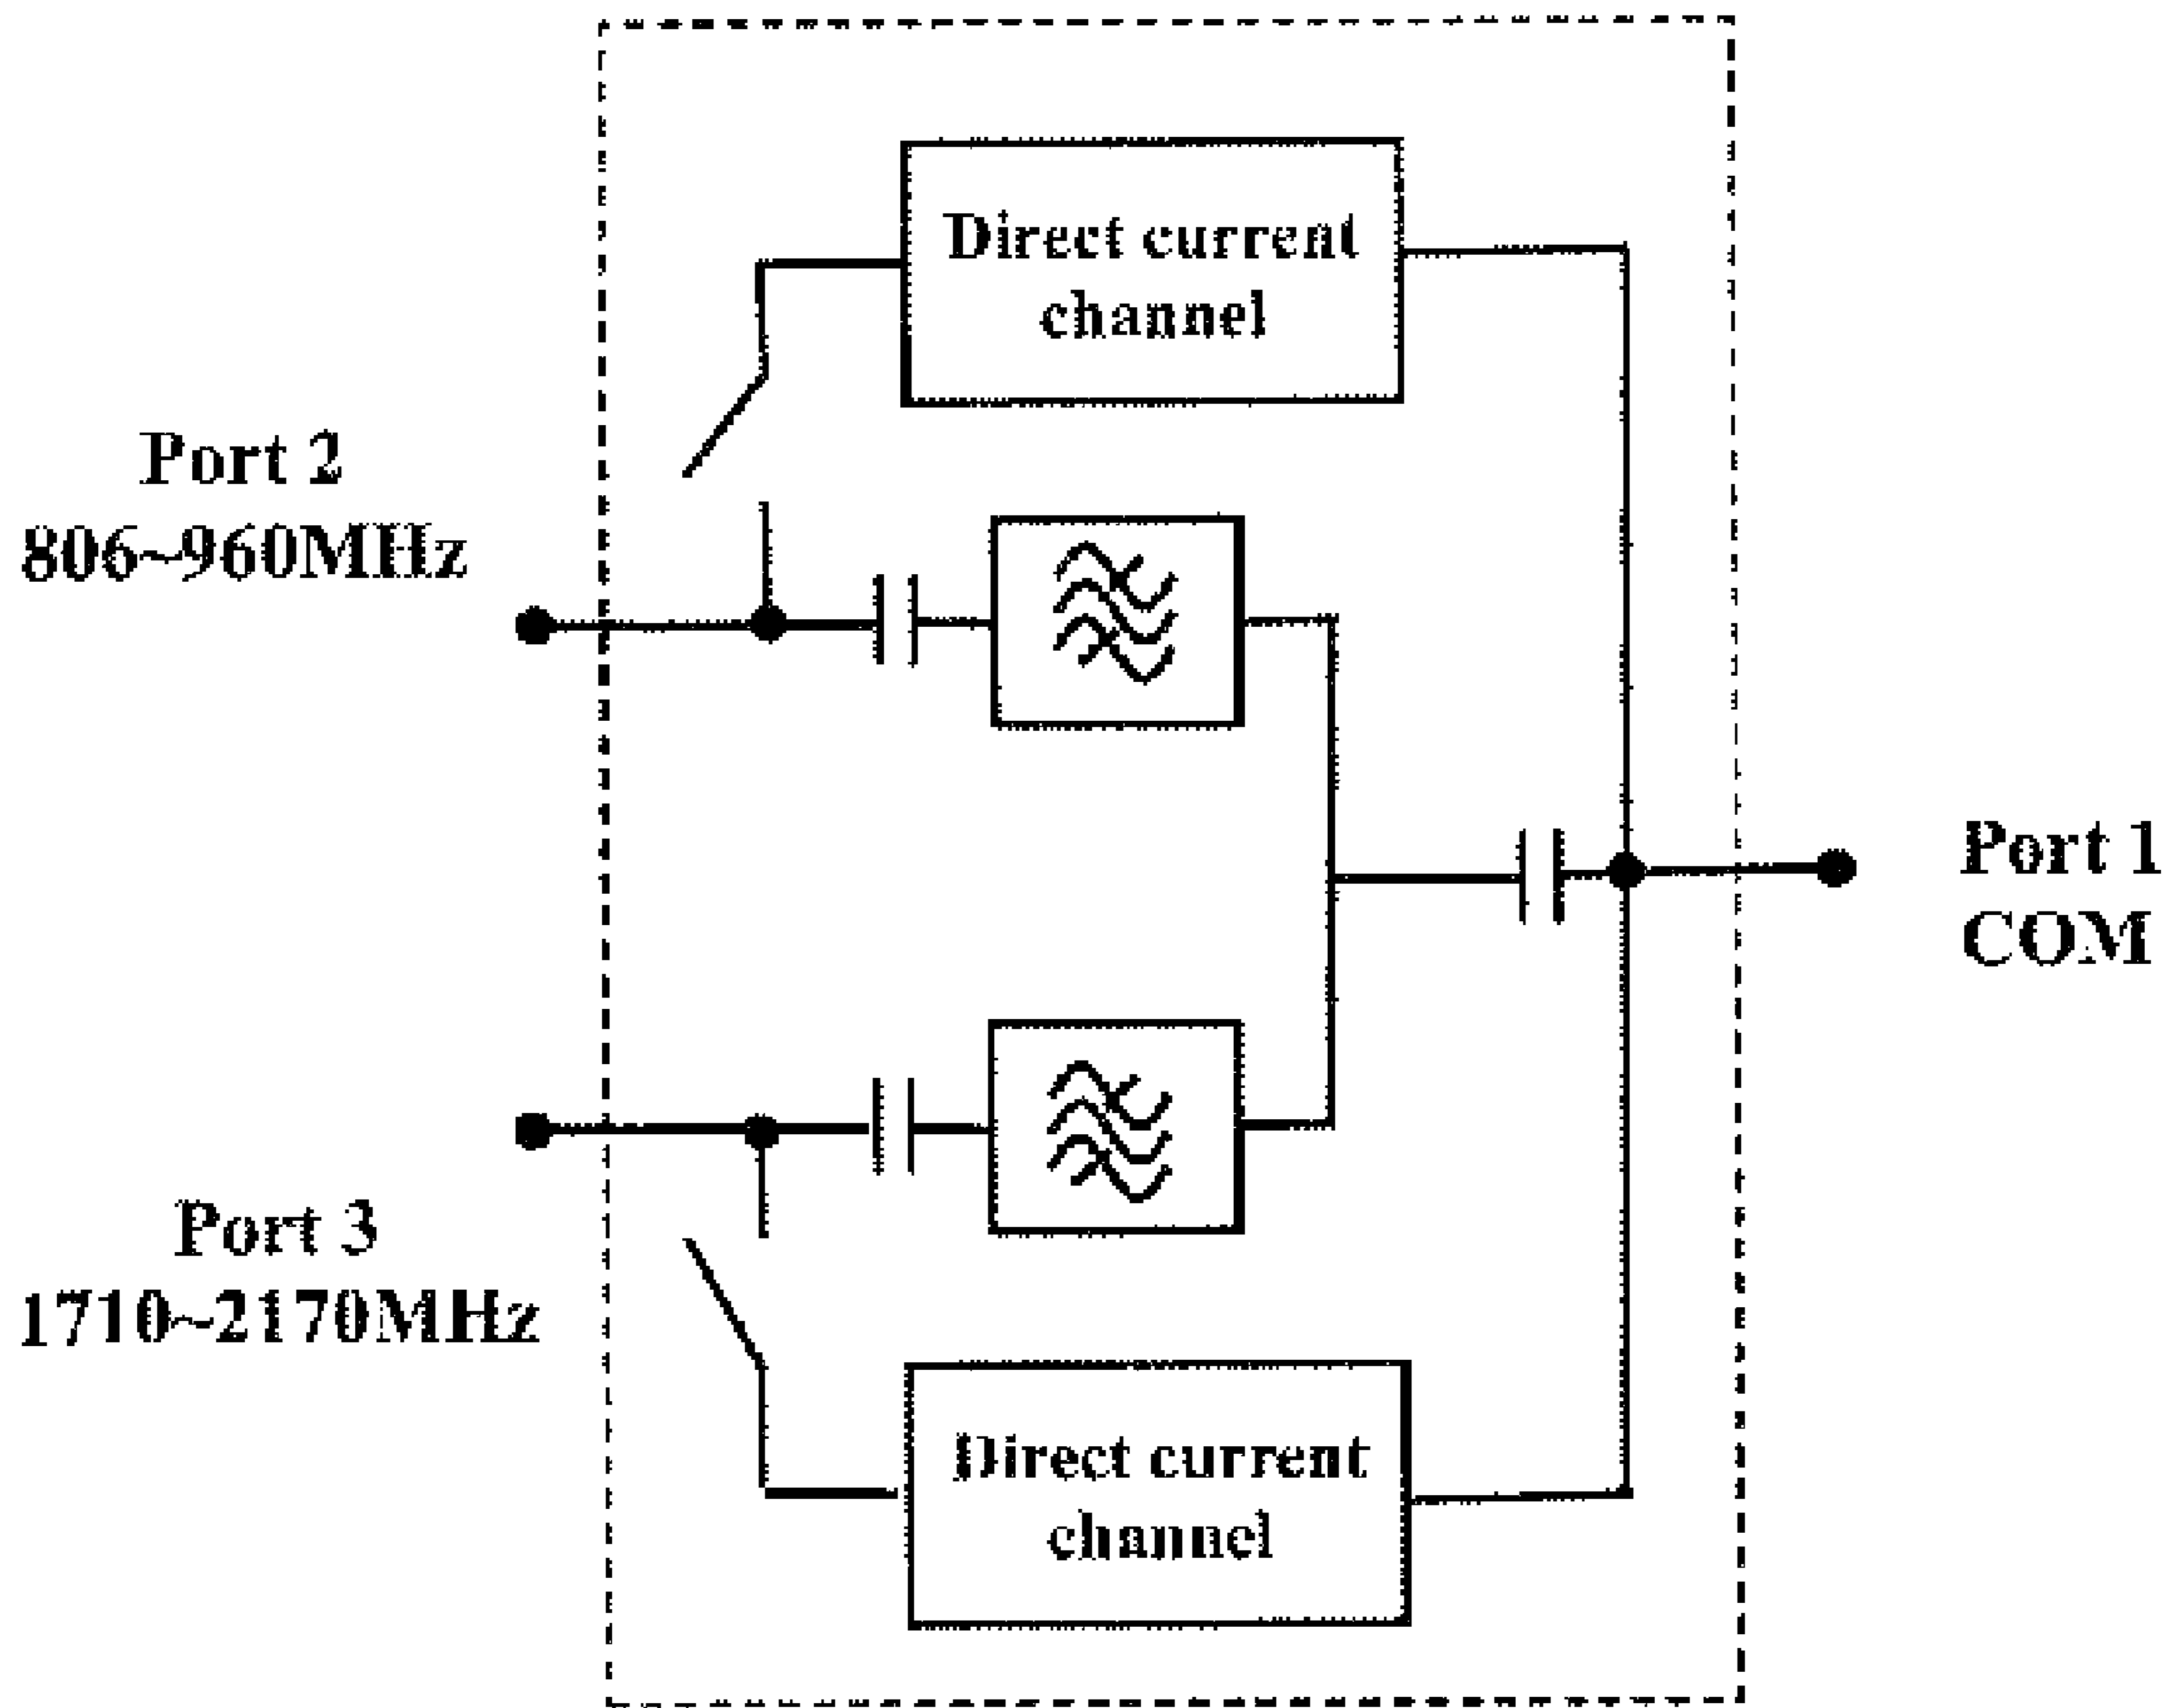 Direct current
channel
Port 2
806~960MHz
Port 1
COM
Port 3
1710~2170MHz
Direct current
channel